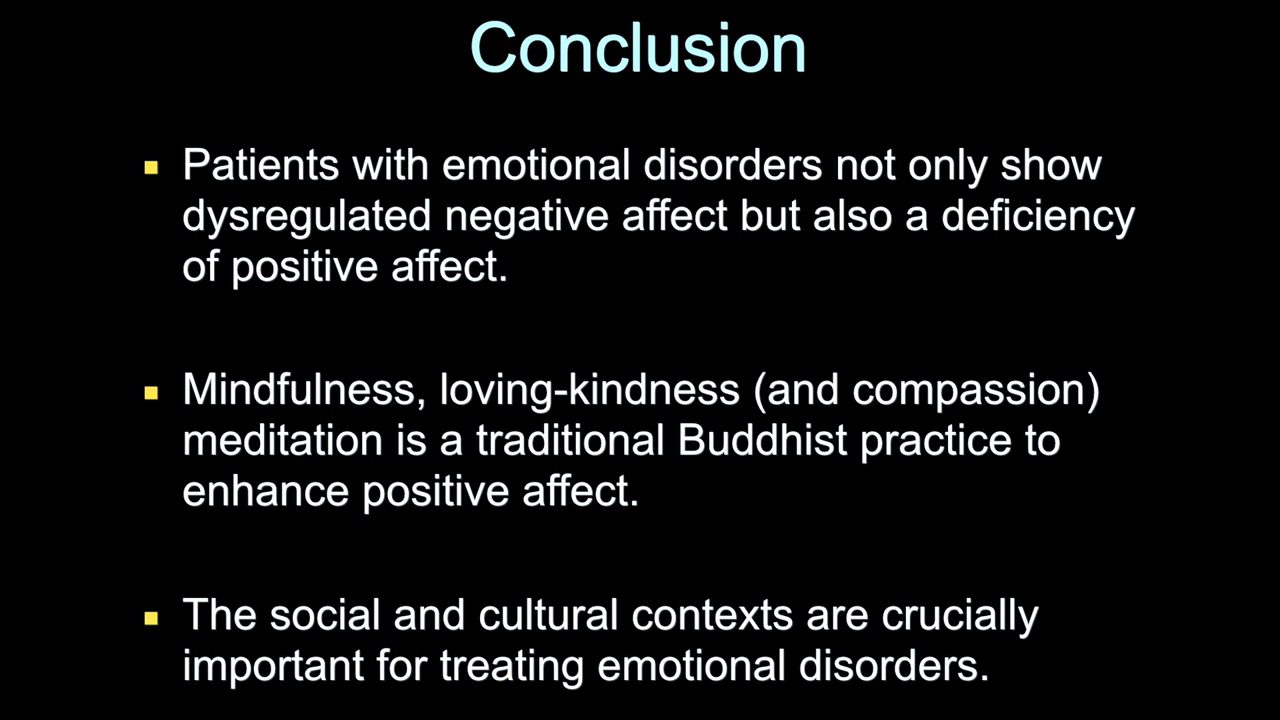 Conclusion
▪ Patients with emotional disorders not only show
dysregulated negative affect but also a deficiency
of positive affect.
▪ Mindfulness, loving-kindness (and compassion)
meditation is a traditional Buddhist practice to
enhance positive affect.
▪ The social and cultural contexts are crucially
important for treating emotional disorders.